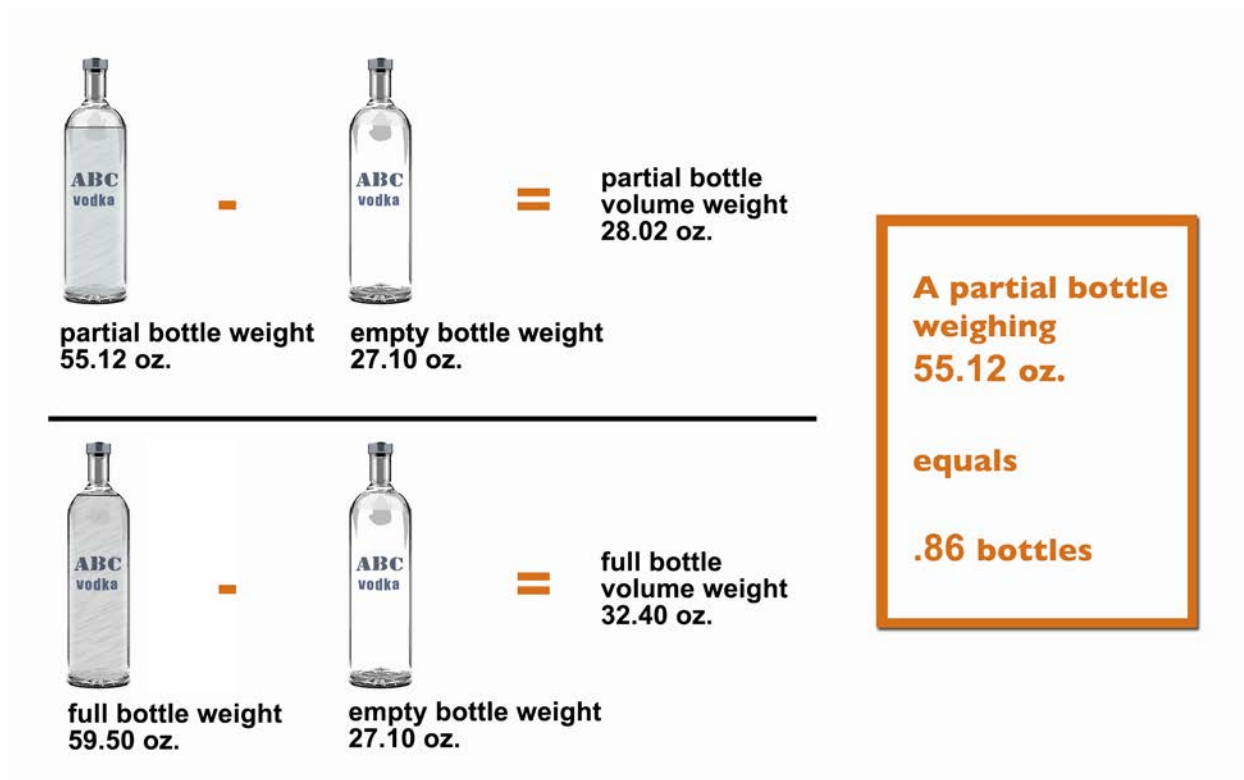 ABC
vodka
-
ABC
vodka
=
partial bottle
volume weight
28.02 oz.
partial bottle weight
55.12 oz.
empty bottle weight
27.10 oz.
ABC
vodka
-
ABC
vodka
=
full bottle
volume weight
32.40 oz.
full bottle weight
59.50 oz.
empty bottle weight
27.10 oz.
A partial bottle
weighing
55.12 oz.
equals
.86 bottles